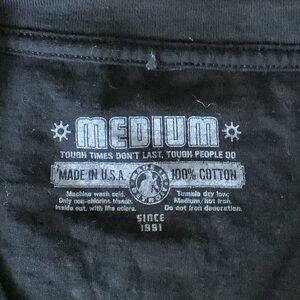 MEDIUM
TOUGH TIMES DON'T LAST, TOUGH PEOPLE DO
MADE IN U.S.A. 100% COTTON
Machine wash cold.
Only non-chlorine bleach.
Inside out. with like colors.
Tumble dry low.
Medium/hot iron.
Do not iron decoration.
SINCE
1991